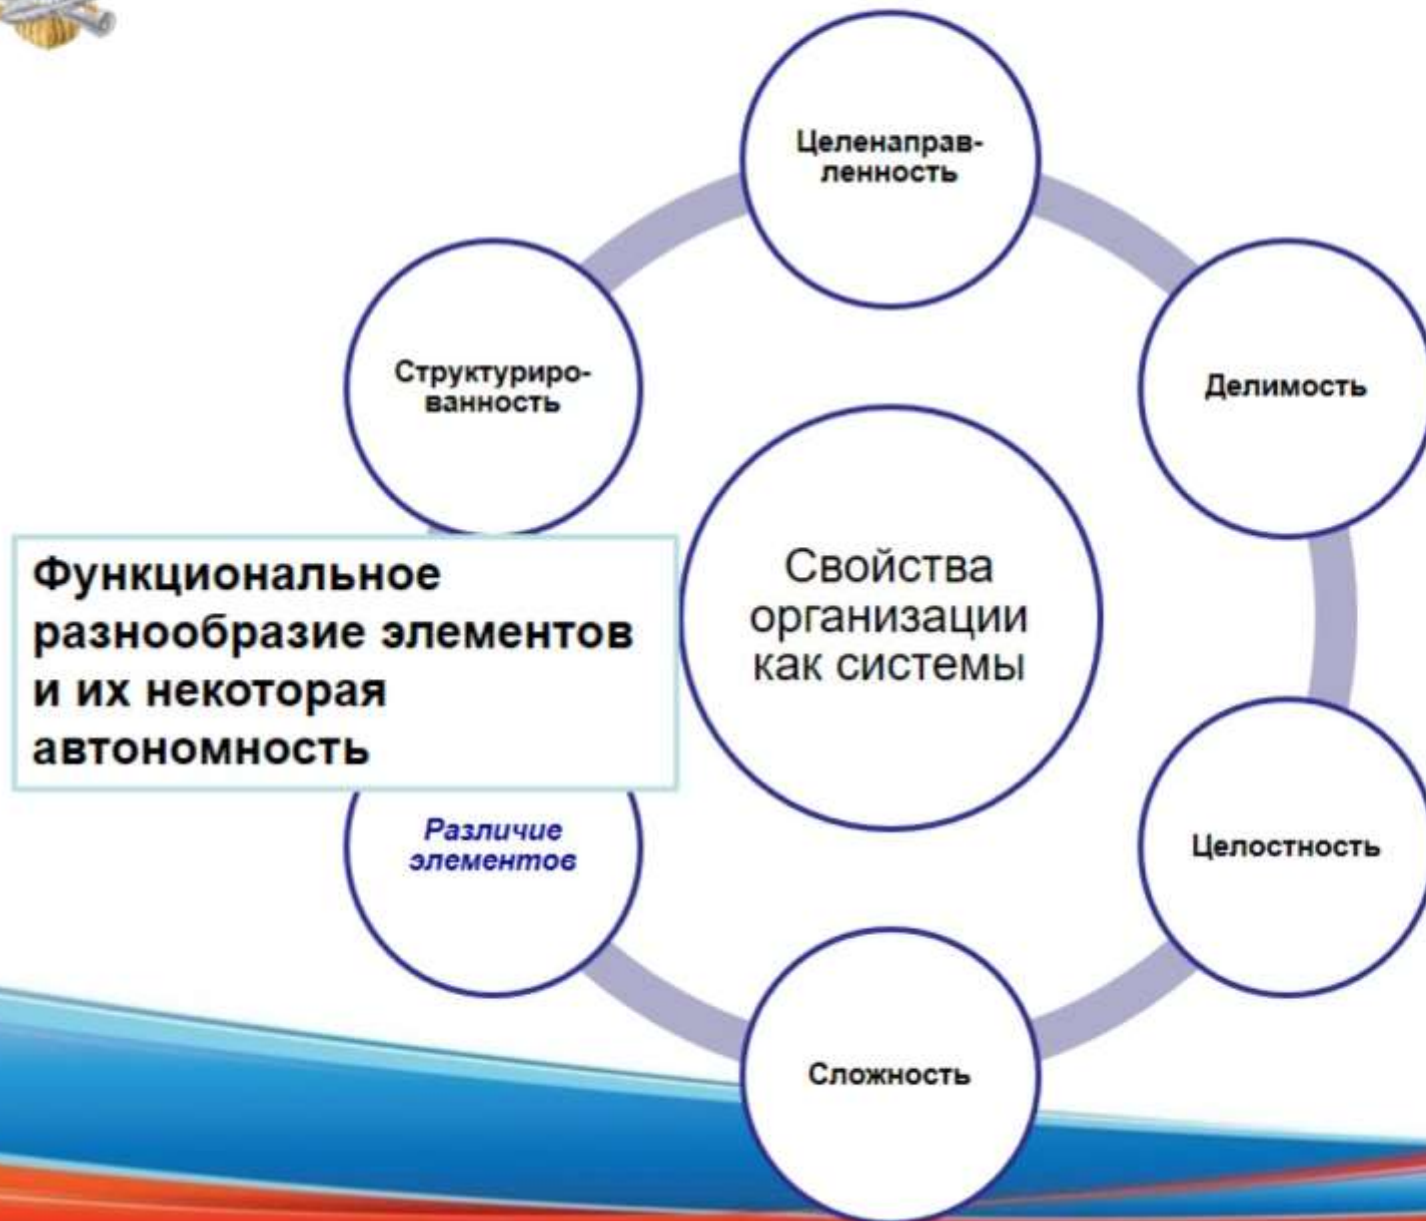 Целенаправ-
ленность
Структуриро-
ванность
Делимость
Свойства
организации
как системы
Функциональное
разнообразие элементов
и их некоторая
автономность
Различие
элементов
Целостность
Сложность